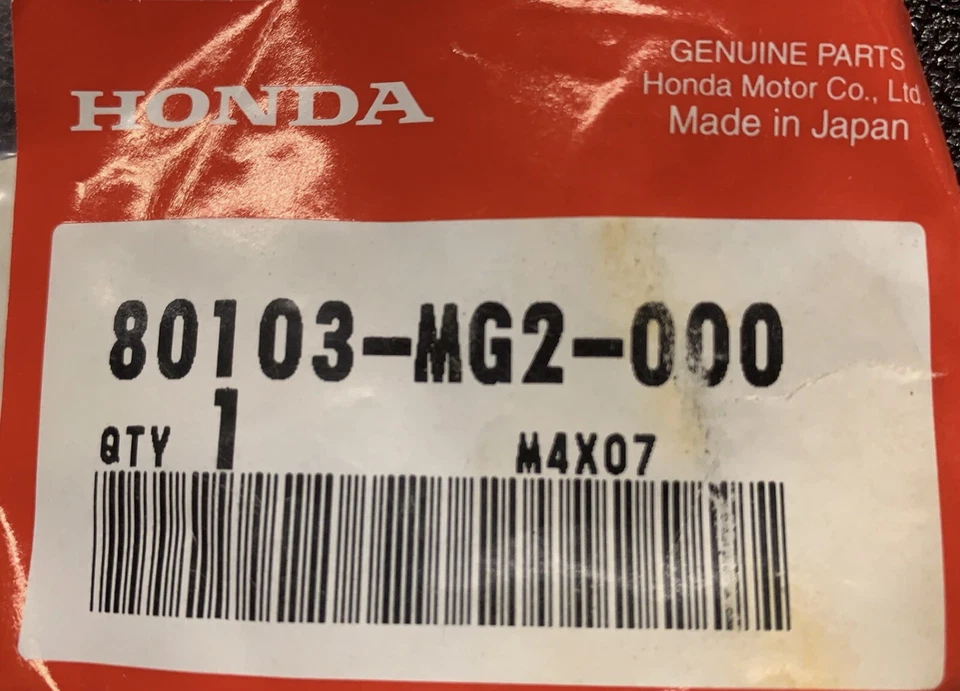 HONDA
GENUINE PARTS
Honda Motor Co., Ltd.
Made in Japan
80103-MG2-000
QTY 1 M4X07